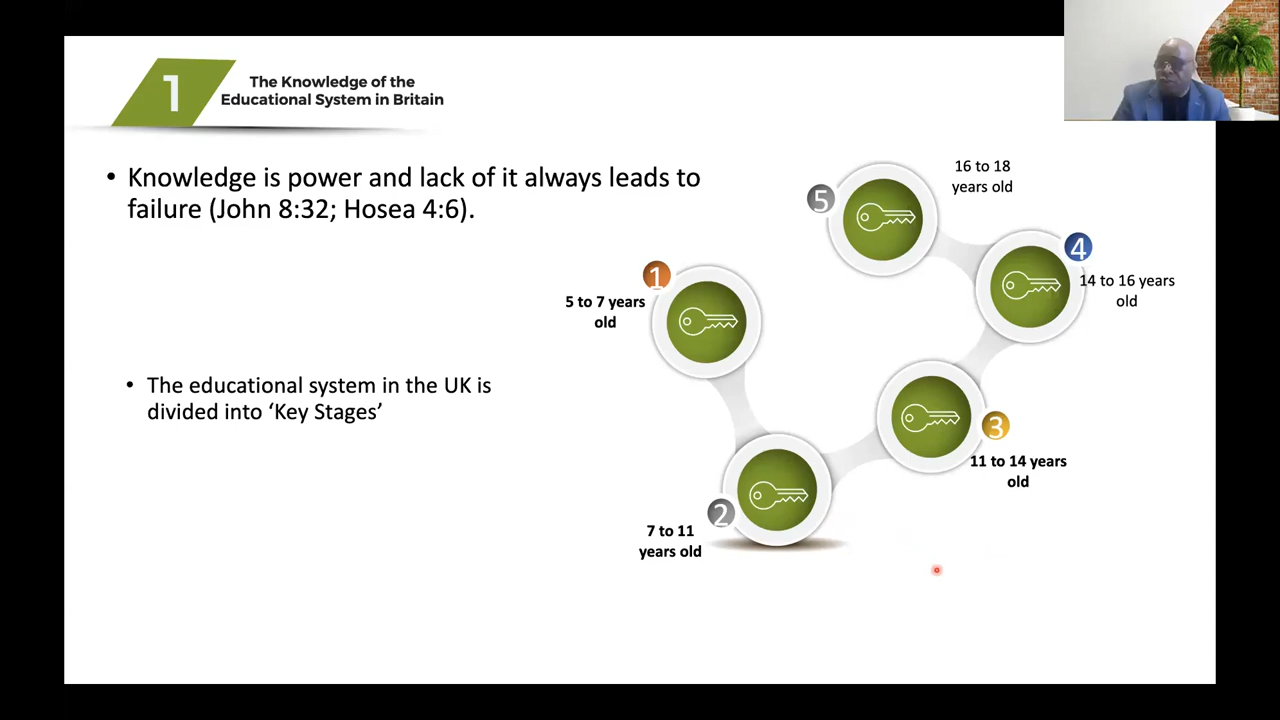 1
The Knowledge of the
Educational System in Britain
• Knowledge is power and lack of it always leads to
failure (John 8:32; Hosea 4:6).
• The educational system in the UK is
divided into ‘Key Stages’
1
5 to 7 years
old
2
7 to 11
years old
3
11 to 14 years
old
4
14 to 16 years
old
5
16 to 18
years old